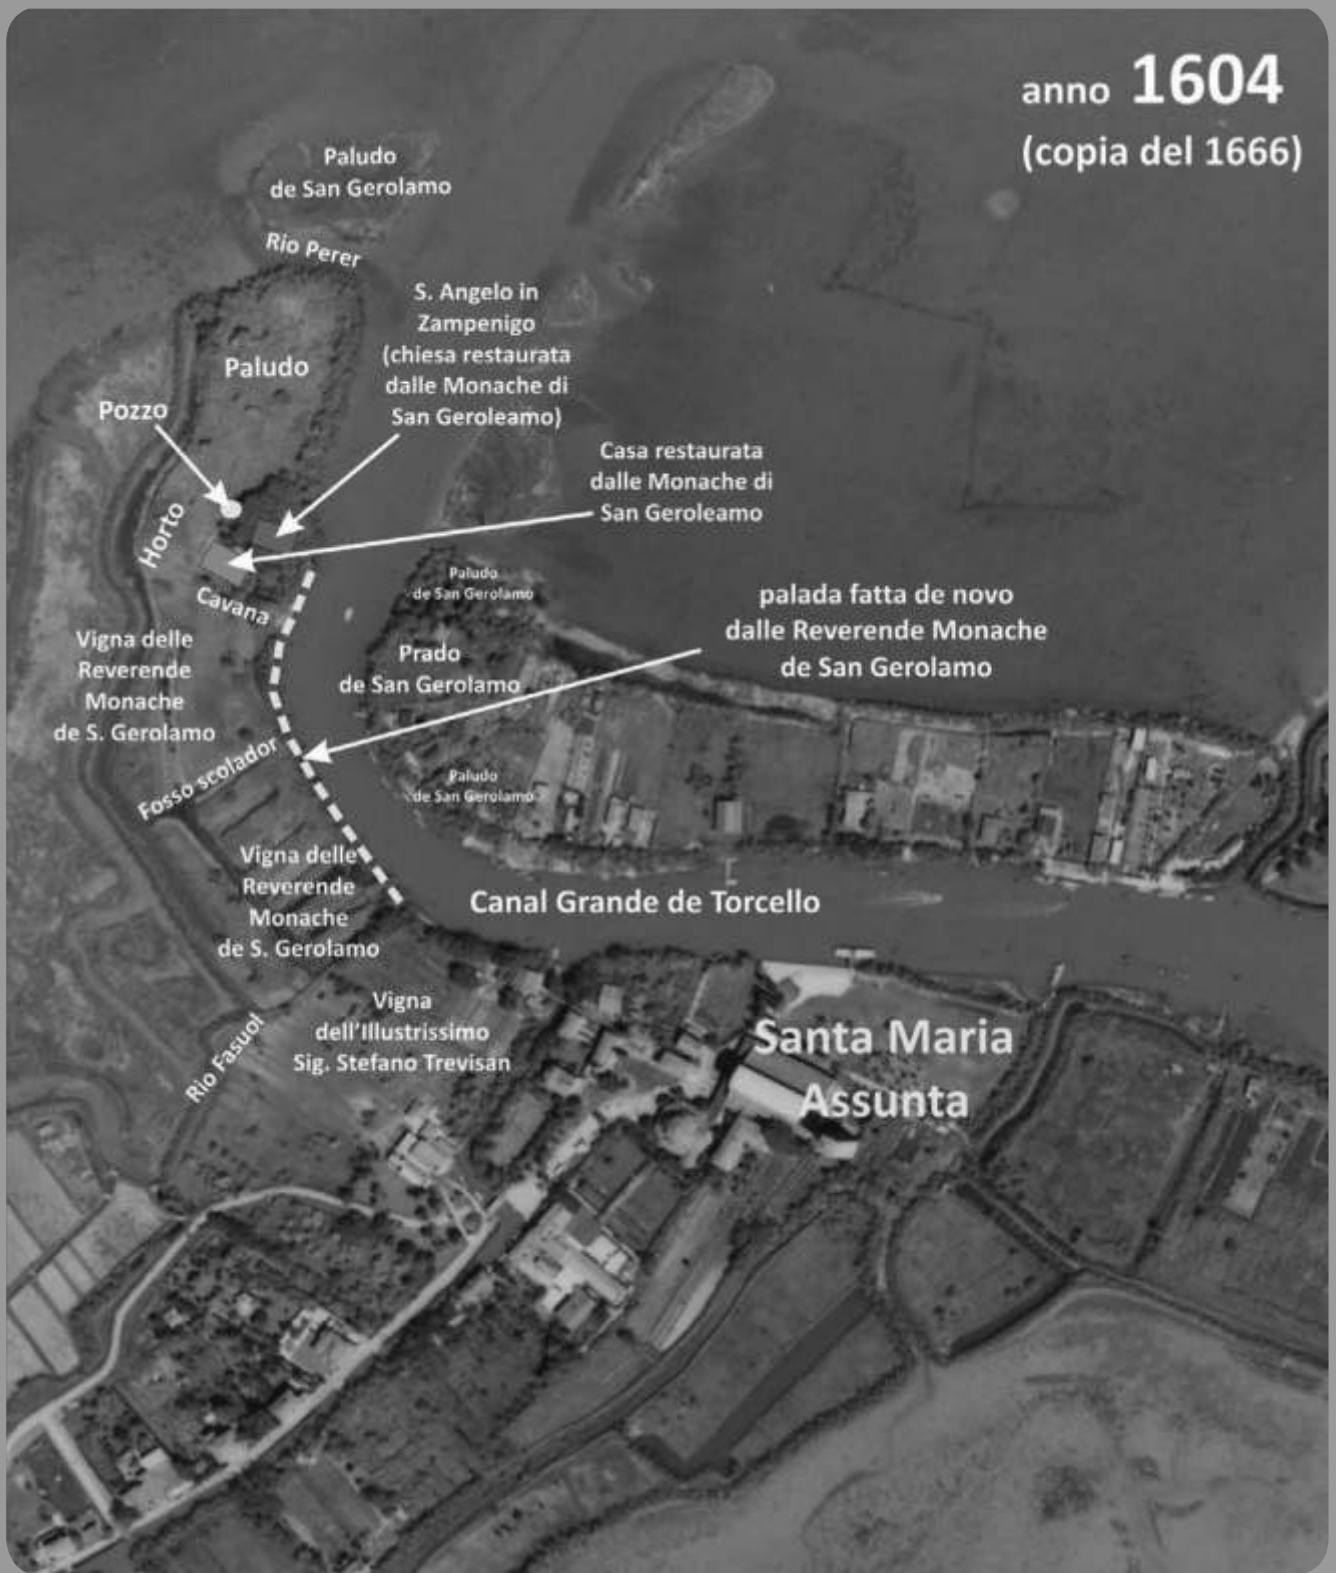 anno 1604
(copia del 1666)
Paludo
de San Gerolamo
Rio Perer
S. Angelo in
Zampenigo
(chiesa restaurata
dalle Monache di
San Geroleamo)
Paludo
Pozzo
Casa restaurata
dalle Monache di
San Geroleamo
Horto
Cavana
Paludo
de San Gerolamo
palada fatta de novo
dalle Reverende Monache
de San Gerolamo
Vigna delle
Reverende
Monache
de S. Gerolamo
Prado
de San Gerolamo
Fosso scolador
Paludo
de San Gerolamo
Vigna delle
Reverende
Monache
de S. Gerolamo
Canal Grande de Torcello
Vigna
dell'Illustrissimo
Sig. Stefano Trevisan
Rio Fasuol
Santa Maria
Assunta